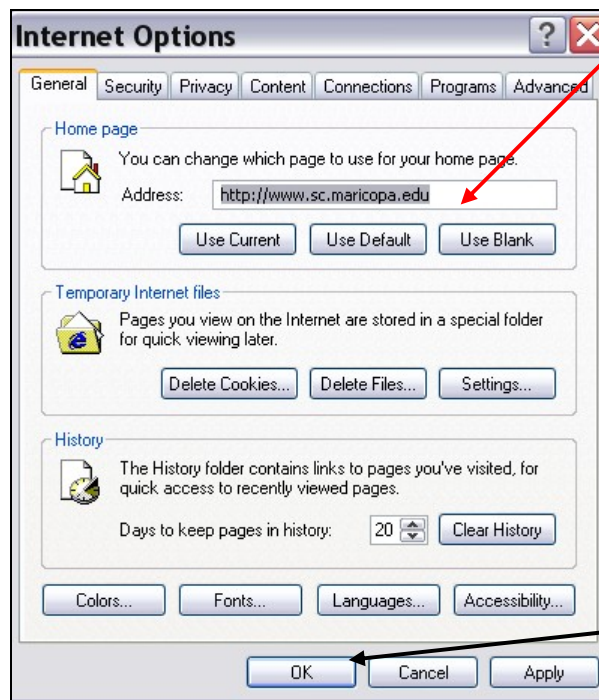 Internet Options
General Security Privacy Content Connections Programs Advanced
Home page
You can change which page to use for your home page.
Address: http://www.sc.maricopa.edu
Use Current Use Default Use Blank
Temporary Internet files
Pages you view on the Internet are stored in a special folder
for quick viewing later.
Delete Cookies... Delete Files... Settings...
History
The History folder contains links to pages you've visited, for
quick access to recently viewed pages.
Days to keep pages in history: 20 Clear History
Colors... Fonts... Languages... Accessibility...
OK Cancel Apply